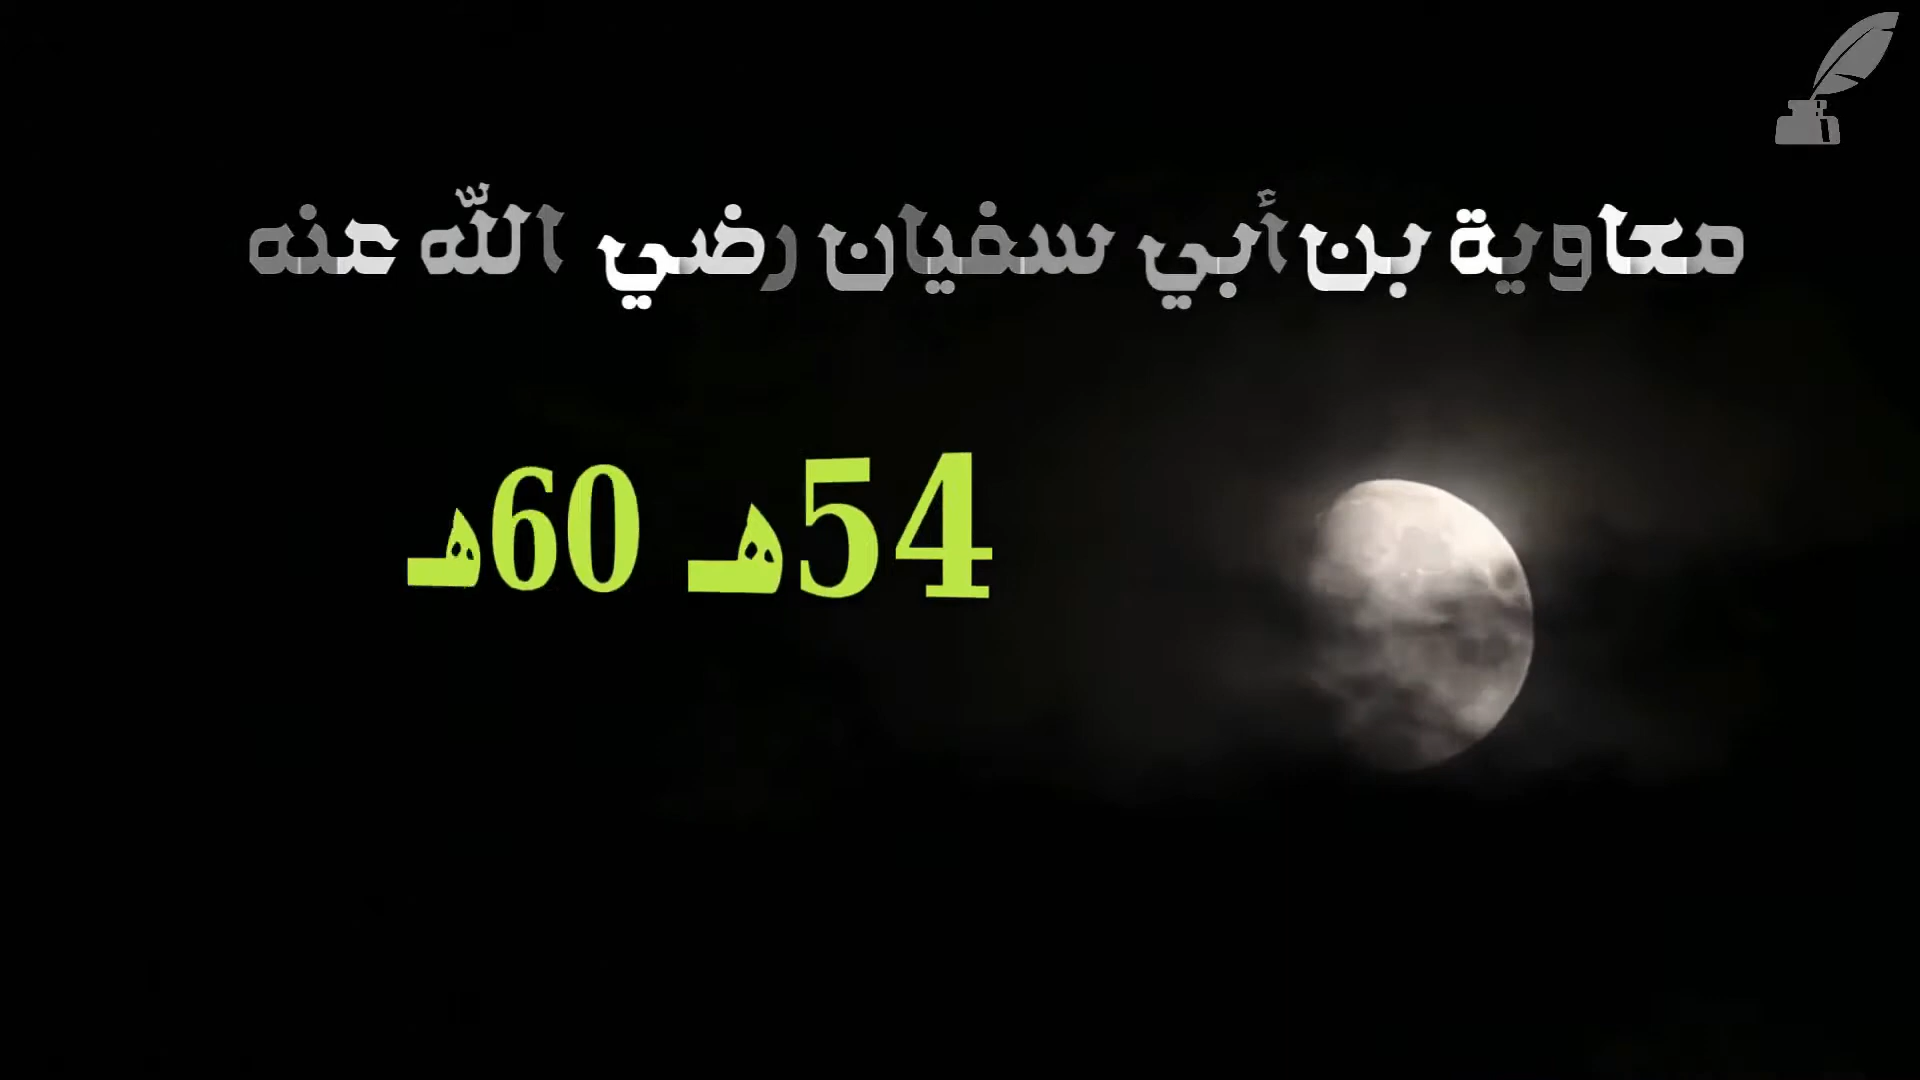 معاوية بن أبي سفيان رضي الله عنه
54هـ 60هـ